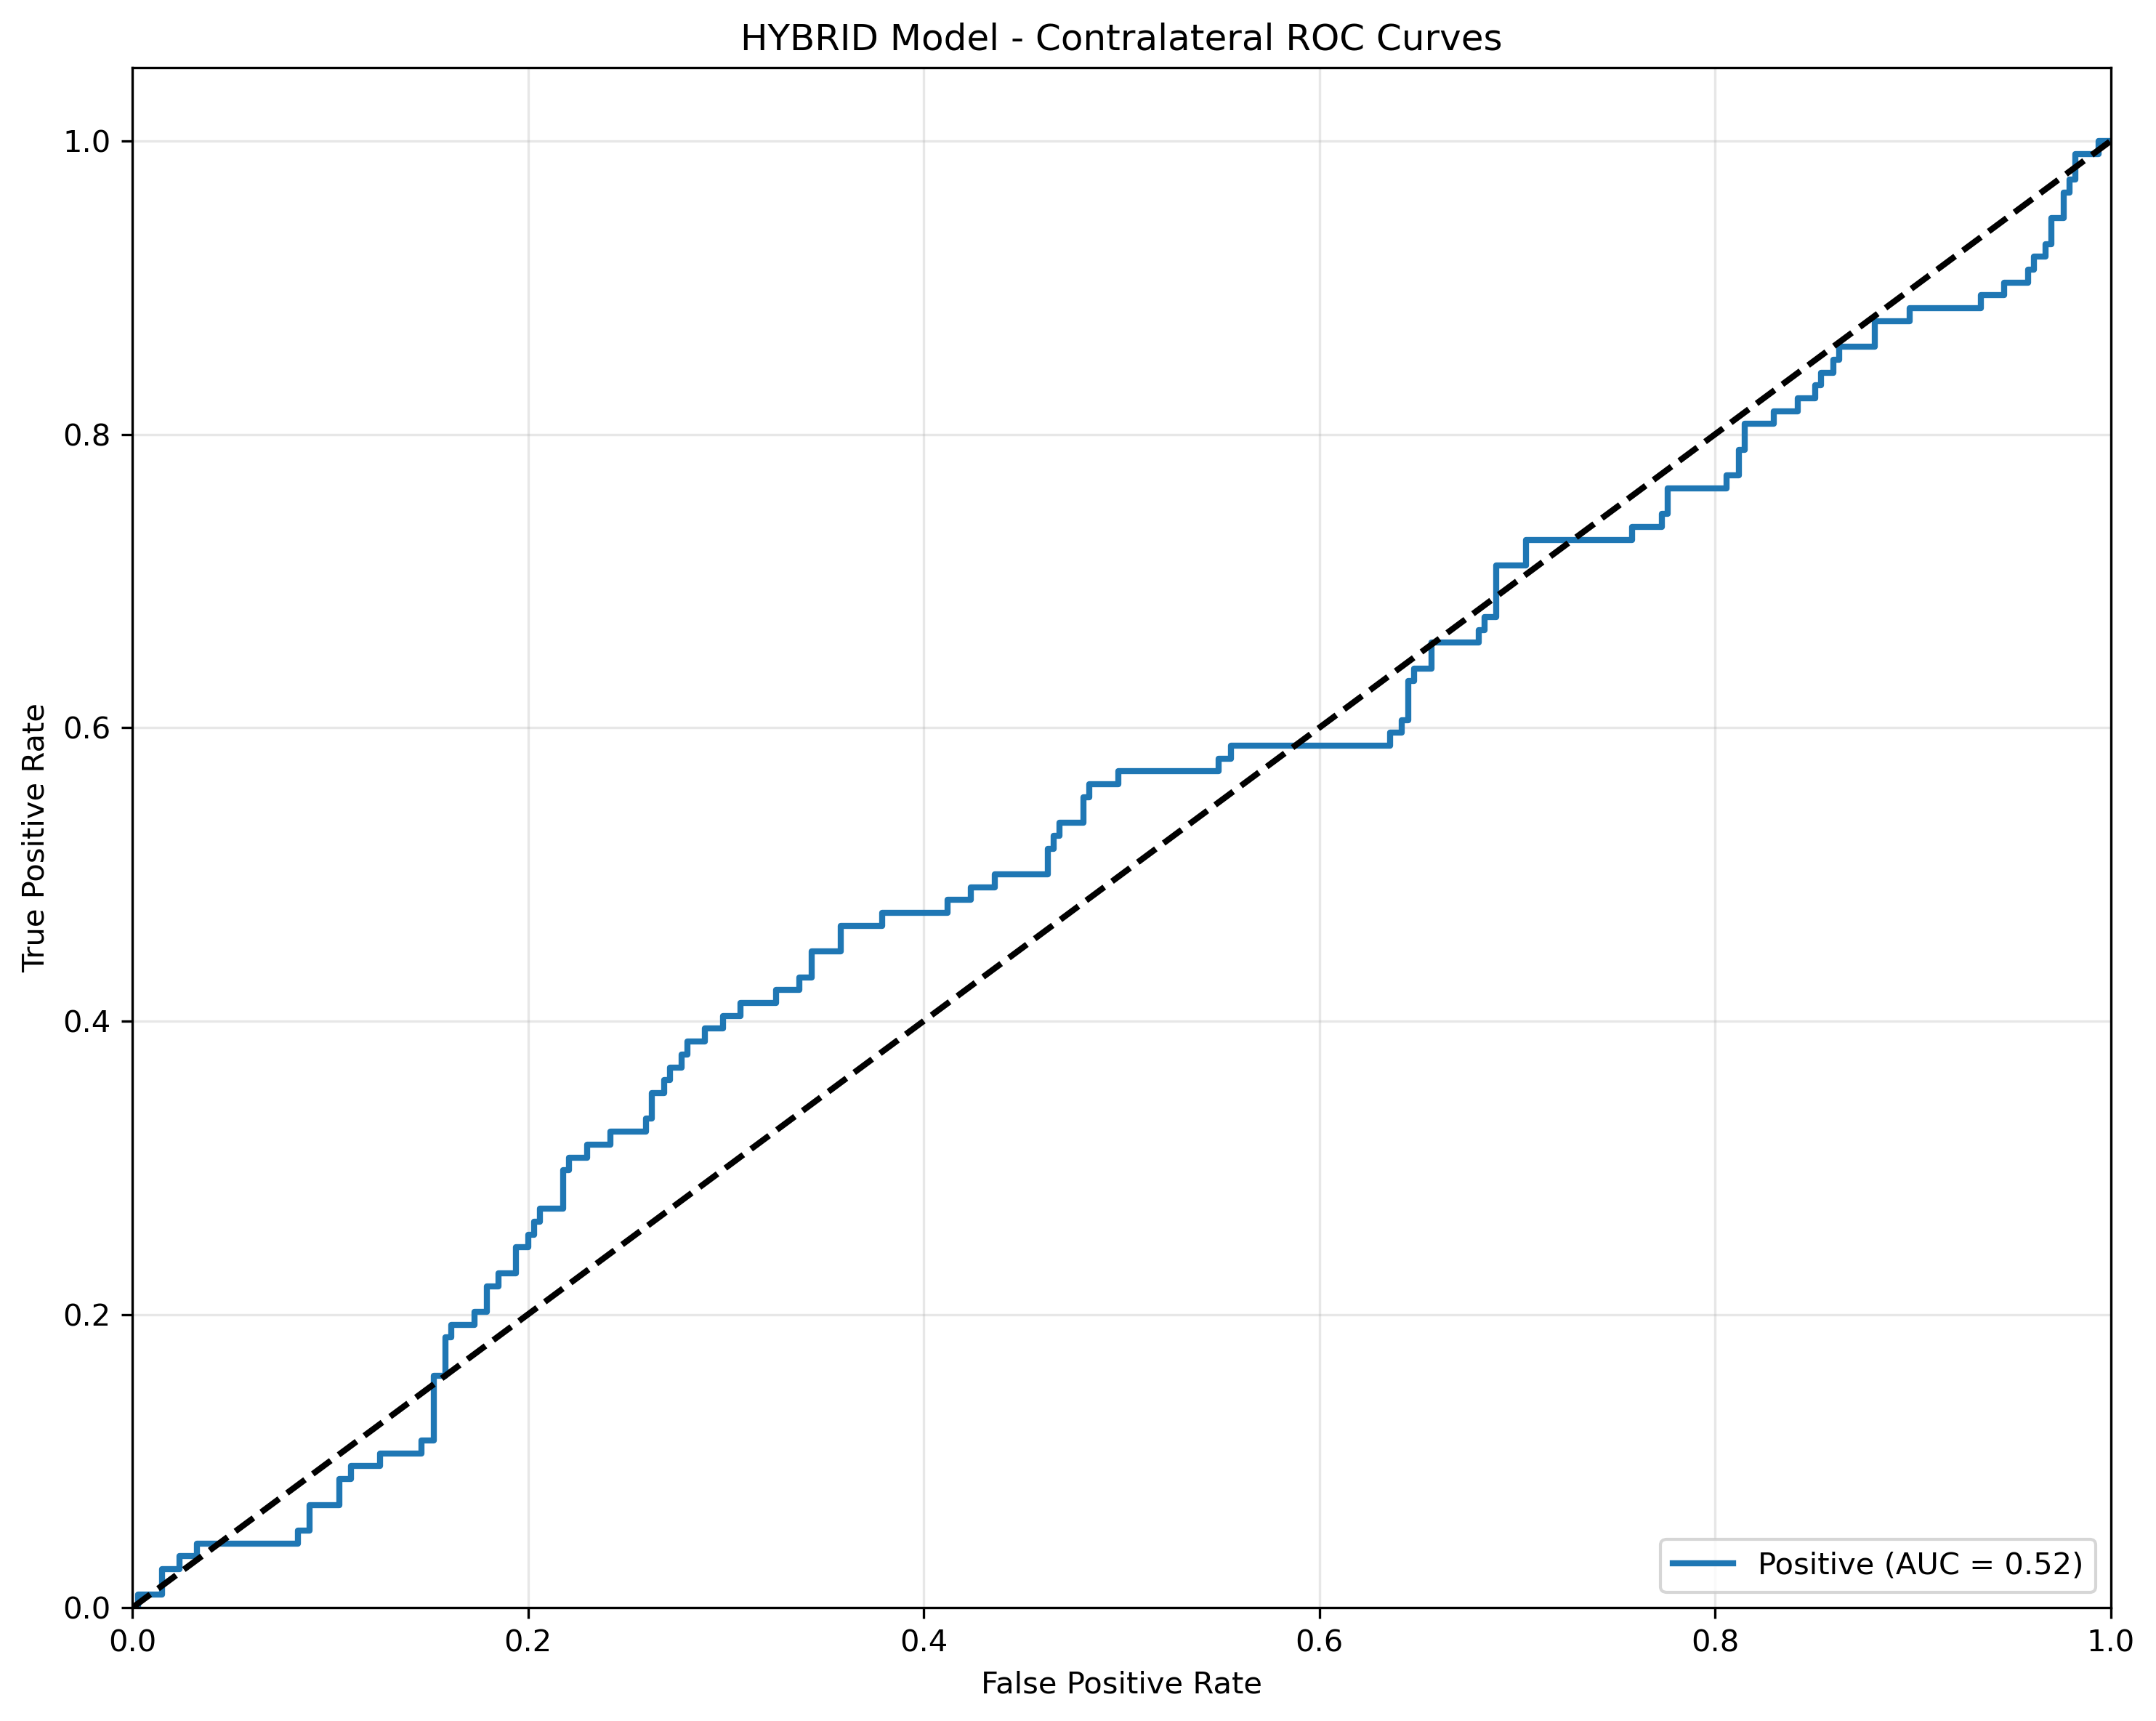 HYBRID Model - Contralateral ROC Curves
True Positive Rate
1.0
0.8
0.6
0.4
0.2
0.0
0.0 0.2 0.4 0.6 0.8 1.0
False Positive Rate
Positive (AUC = 0.52)